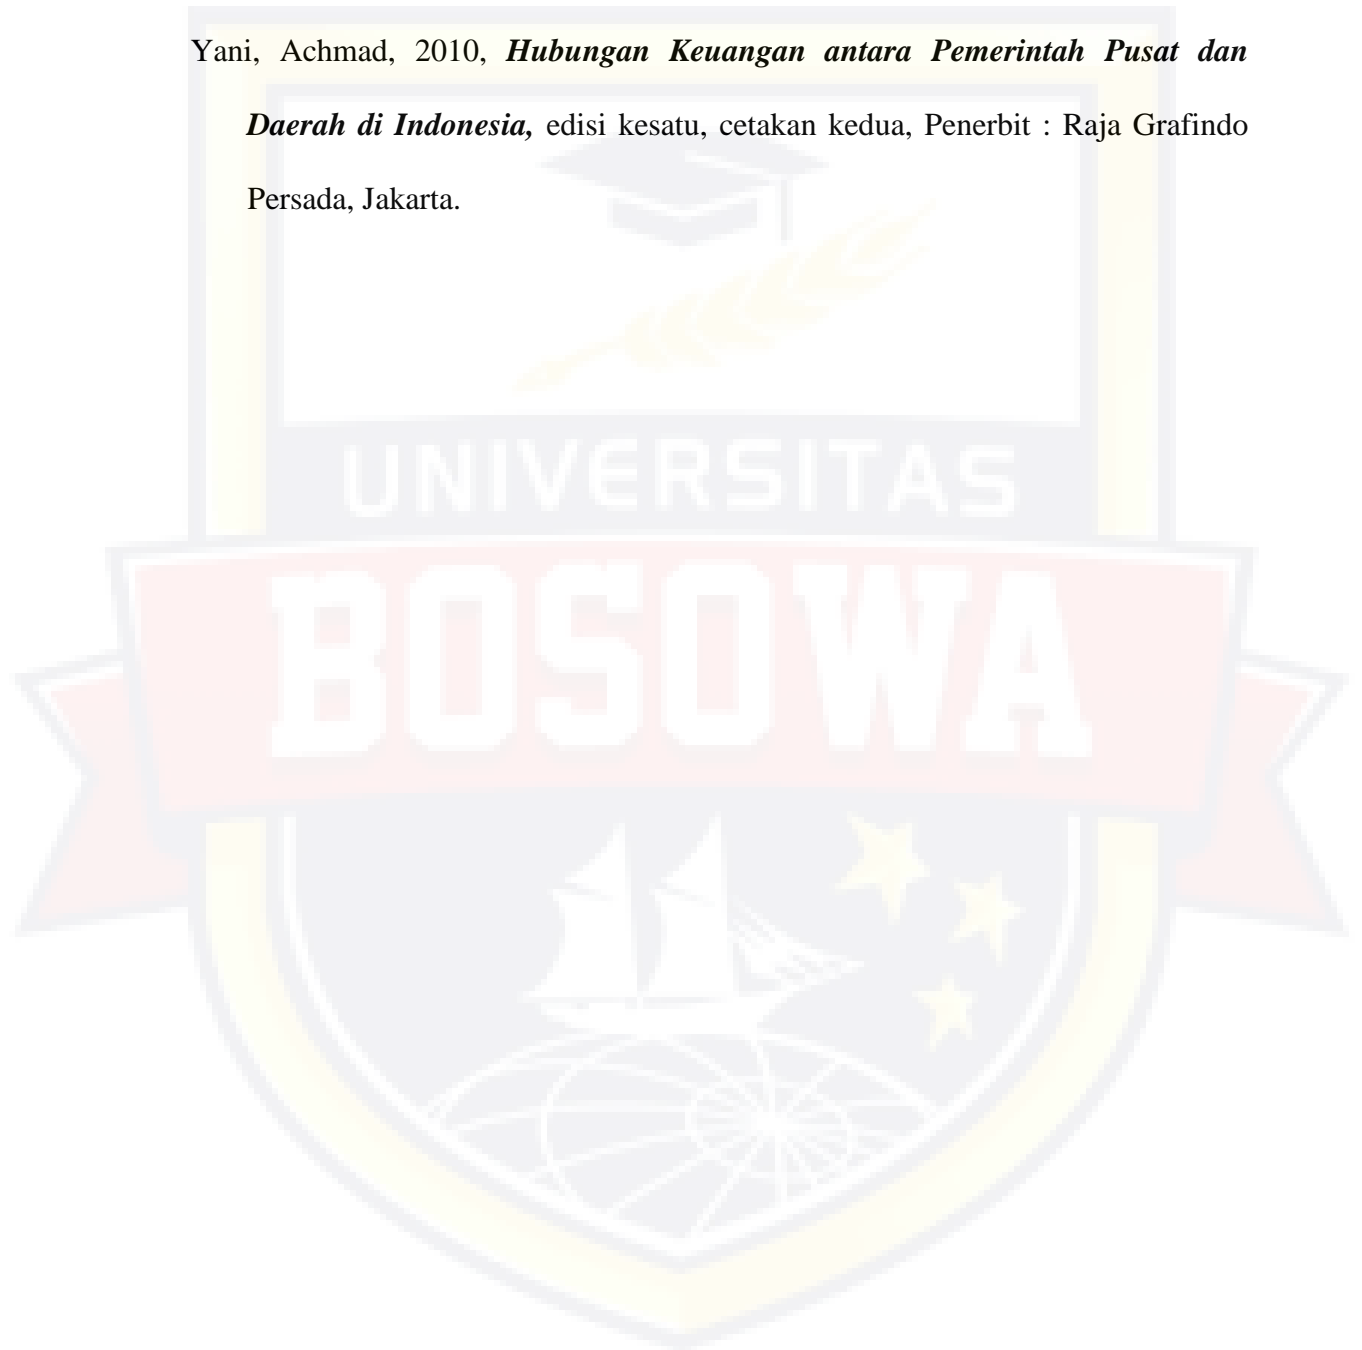 Yani, Achmad, 2010, Hubungan Keuangan antara Pemerintah Pusat dan
Daerah di Indonesia, edisi kesatu, cetakan kedua, Penerbit : Raja Grafindo
Persada, Jakarta.
UNIVERSITAS
BOSOWA